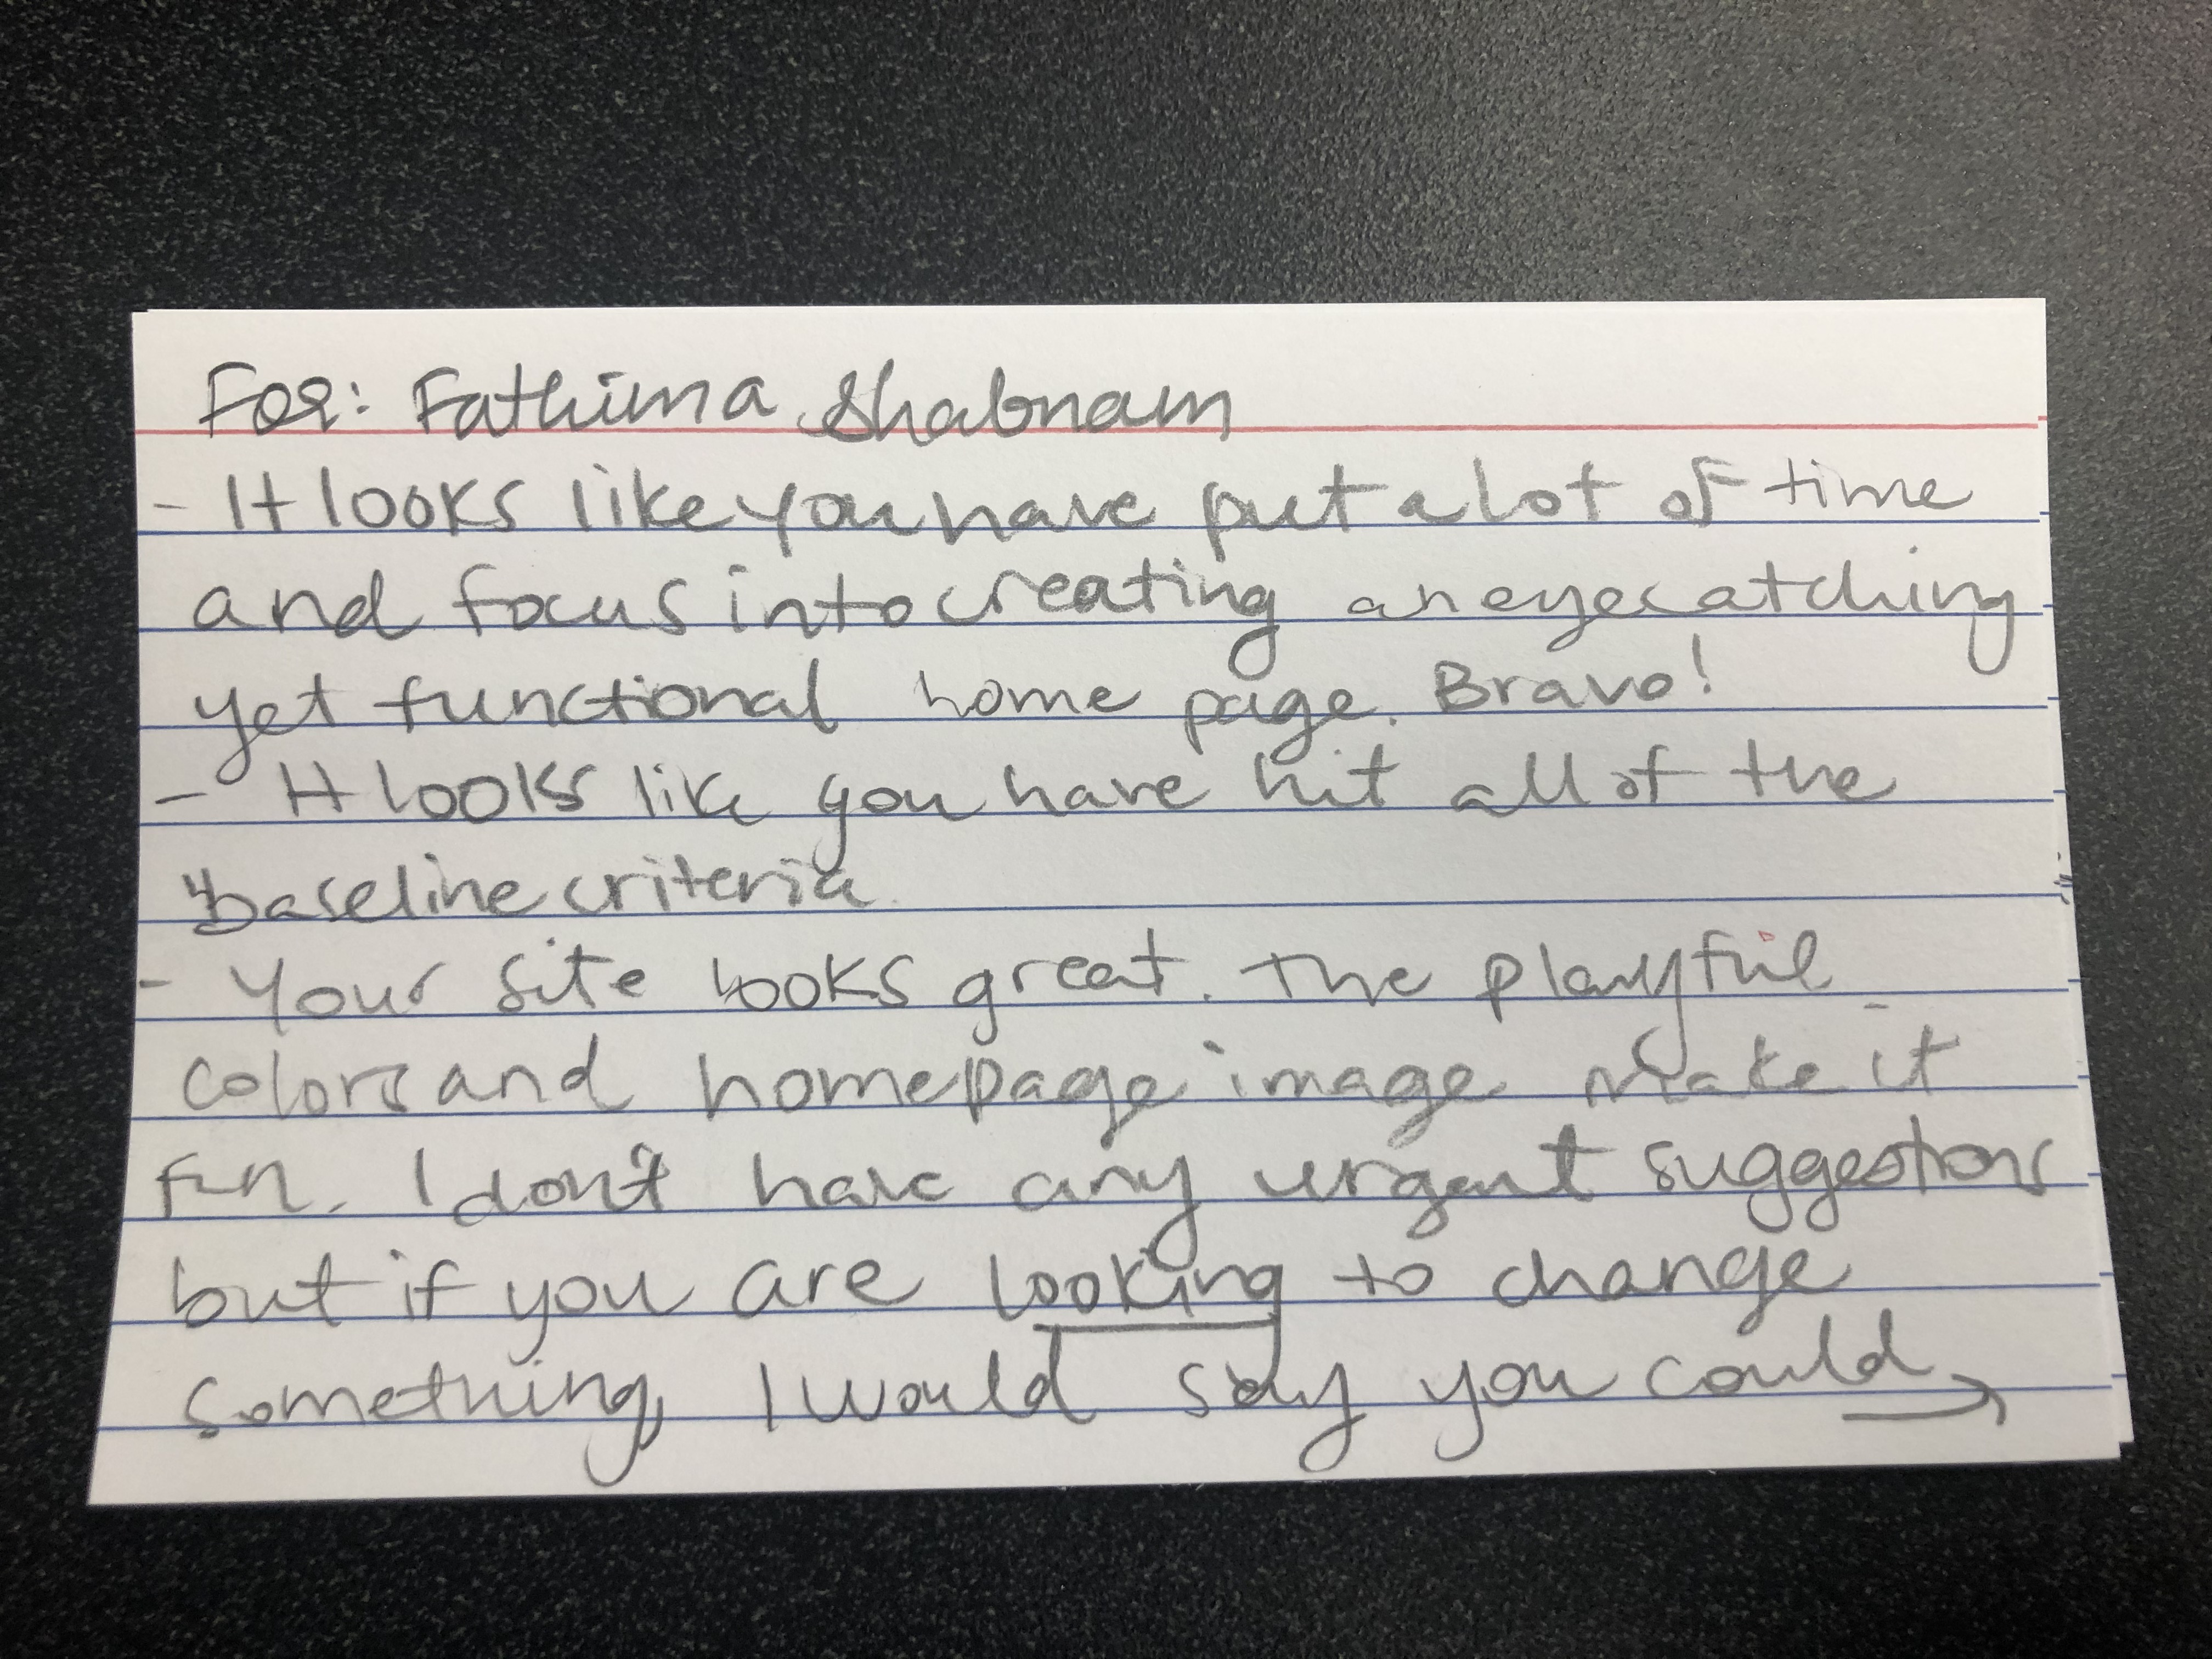 For: Fathima Shabnam
- It looks like you have put a lot of time
and focus into creating an eyecatching
yet functional home page. Bravo!
- It looks like you have hit all of the
"baseline criteria
- Your site looks great. The playful
colors and homepage image make it
fun. I don't have any urgent suggestions
but if you are looking to change
something, I would say you could →